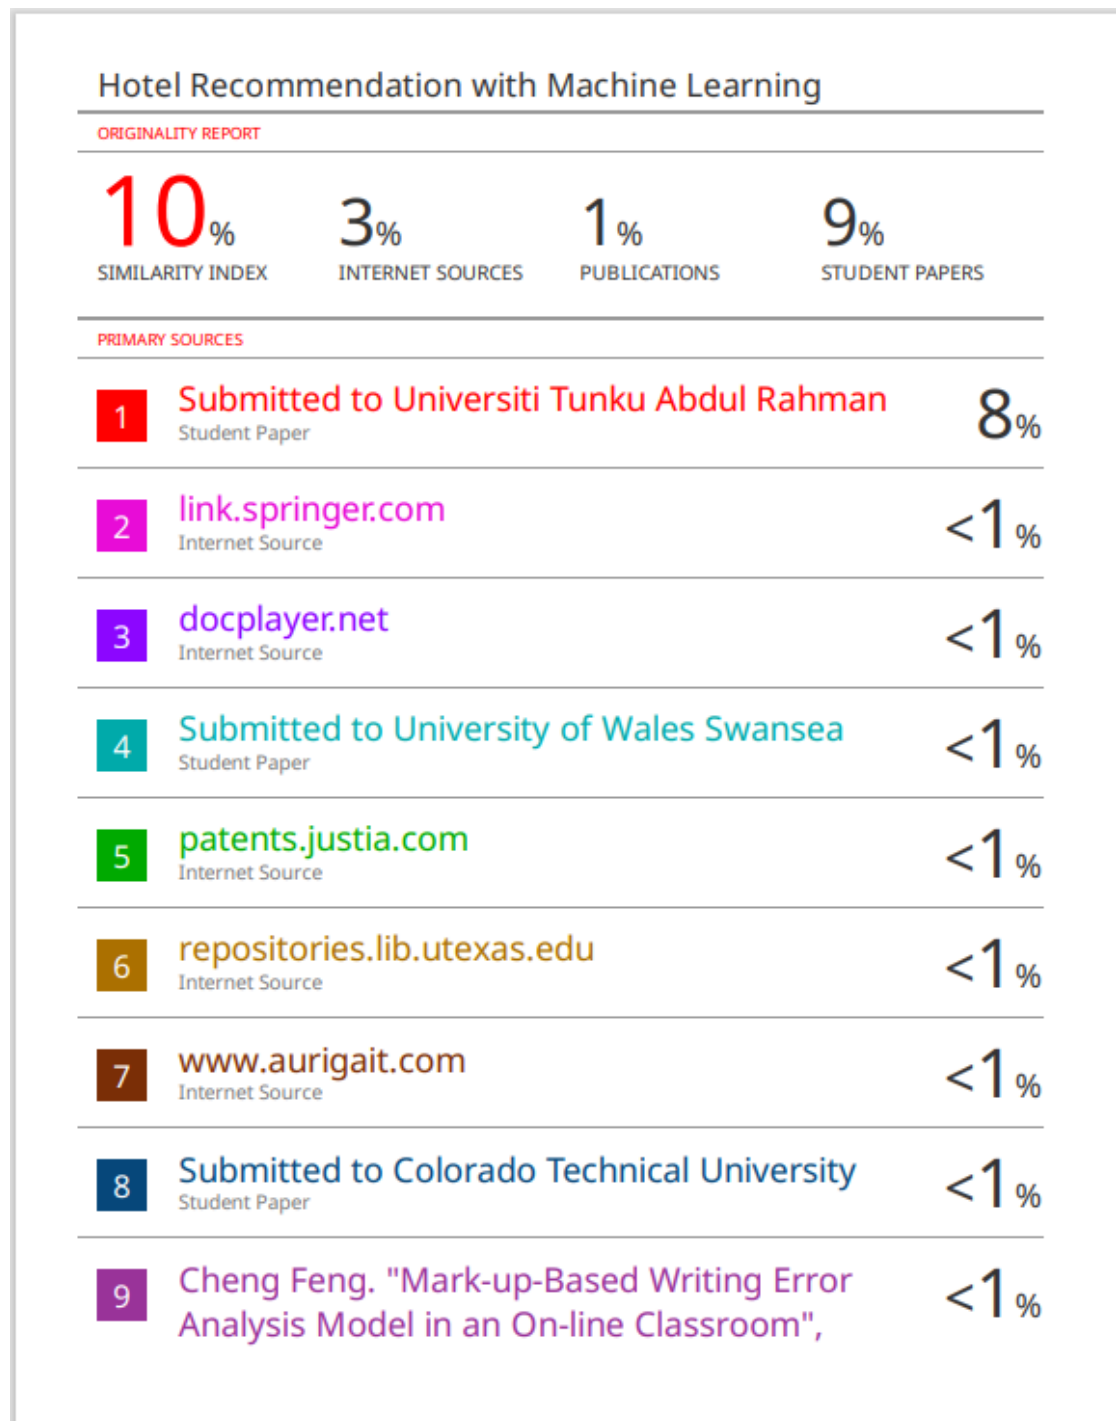 Hotel Recommendation with Machine Learning
ORIGINALITY REPORT
10% 3% 1% 9%
SIMILARITY INDEX INTERNET SOURCES PUBLICATIONS STUDENT PAPERS
PRIMARY SOURCES
1 Submitted to Universiti Tunku Abdul Rahman 8%
Student Paper
2 link.springer.com <1%
Internet Source
3 docplayer.net <1%
Internet Source
4 Submitted to University of Wales Swansea <1%
Student Paper
5 patents.justia.com <1%
Internet Source
6 repositories.lib.utexas.edu <1%
Internet Source
7 www.aurigait.com <1%
Internet Source
8 Submitted to Colorado Technical University <1%
Student Paper
9 Cheng Feng. "Mark-up-Based Writing Error <1%
Analysis Model in an On-line Classroom",